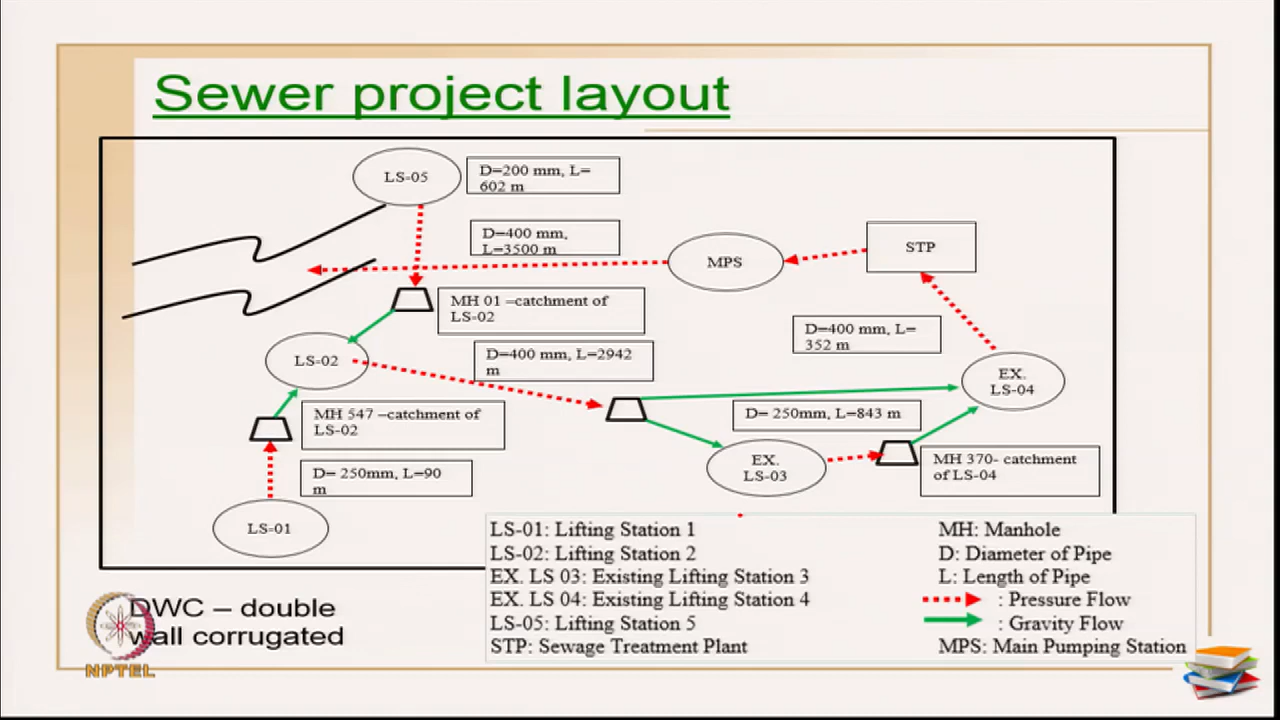 Sewer project layout
LS-05
D=200 mm, L=
602 m
D=400 mm,
L=3500 m
MPS
STP
MH 01 –catchment of
LS-02
D=400 mm, L=
352 m
LS-02
D=400 mm, L=2942
m
EX.
LS-04
MH 547 –catchment of
LS-02
D= 250mm, L=843 m
EX.
LS-03
MH 370- catchment
of LS-04
D= 250mm, L=90
m
LS-01
LS-01: Lifting Station 1
LS-02: Lifting Station 2
EX. LS 03: Existing Lifting Station 3
EX. LS 04: Existing Lifting Station 4
LS-05: Lifting Station 5
STP: Sewage Treatment Plant
MH: Manhole
D: Diameter of Pipe
L: Length of Pipe
: Pressure Flow
: Gravity Flow
MPS: Main Pumping Station
DWC – double
wall corrugated
NPTEL